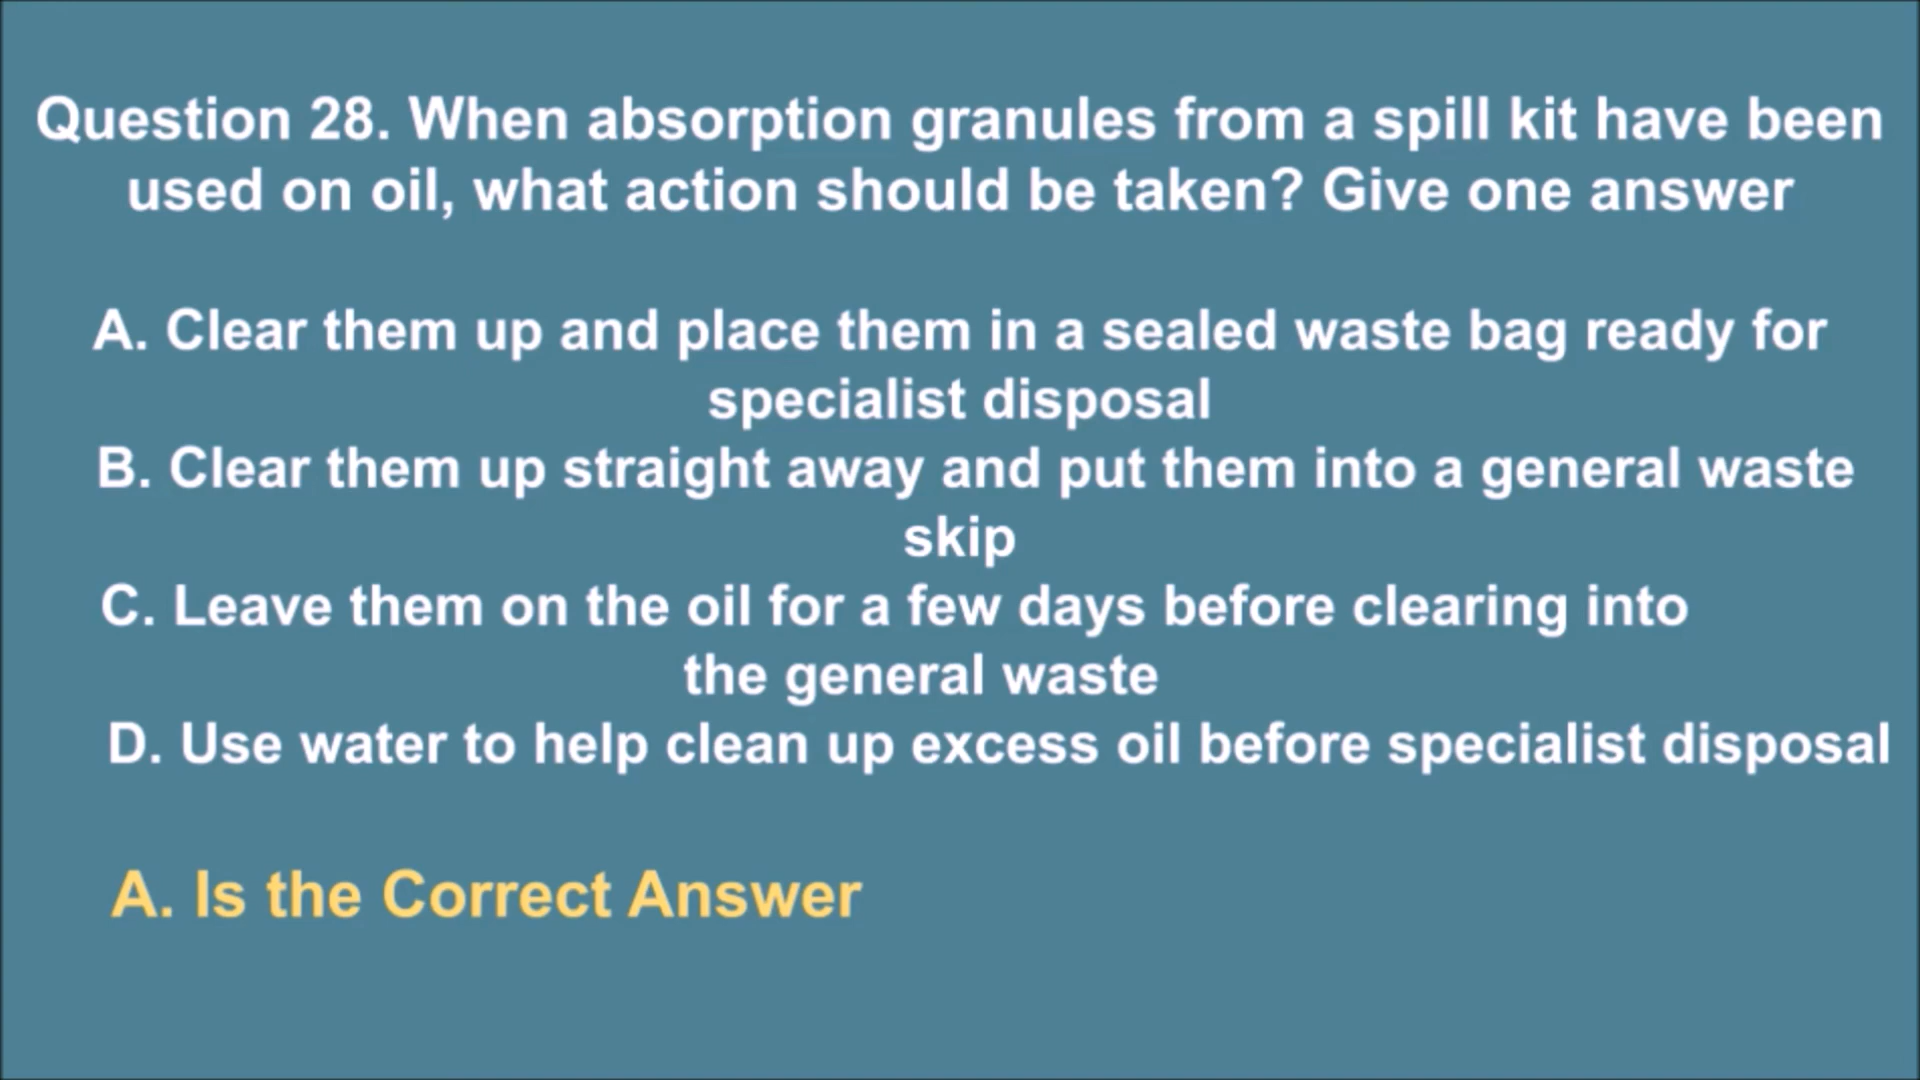 Question 28. When absorption granules from a spill kit have been
used on oil, what action should be taken? Give one answer
A. Clear them up and place them in a sealed waste bag ready for
specialist disposal
B. Clear them up straight away and put them into a general waste
skip
C. Leave them on the oil for a few days before clearing into
the general waste
D. Use water to help clean up excess oil before specialist disposal
A. Is the Correct Answer